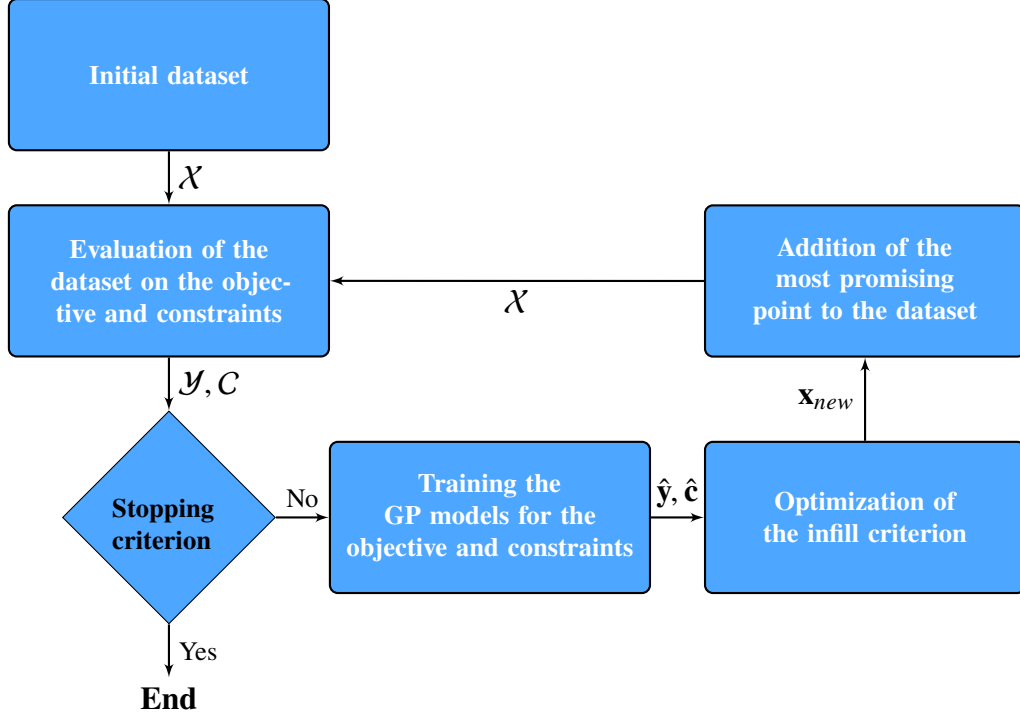 Initial dataset
𝒳
Evaluation of the
dataset on the objec-
tive and constraints
Addition of the
most promising
point to the dataset
𝒳
𝒴, 𝒞
x_new
Stopping
criterion
No
Training the
GP models for the
objective and constraints
ŷ, ĉ
Optimization of
the infill criterion
Yes
End